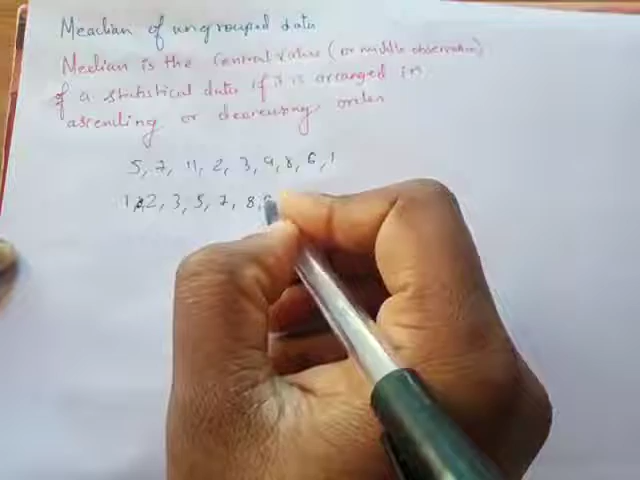 Median of ungrouped data
Median is the central value (or middle observation)
of a statistical data if it is arranged in
ascending or decreasing order
5, 7, 11, 2, 3, 9, 8, 6, 1
1, 2, 3, 5, 7, 8,